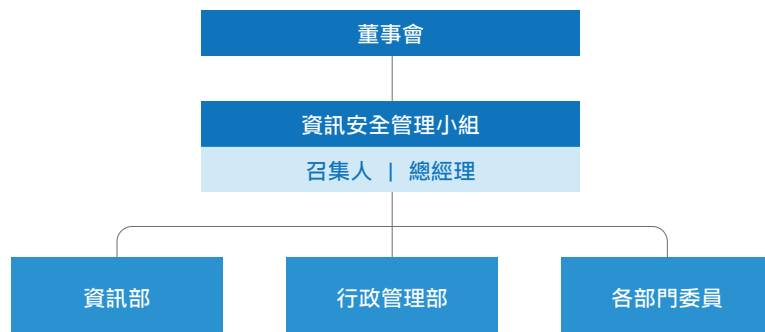 董事會
資訊安全管理小組
召集人 | 總經理
資訊部
行政管理部
各部門委員